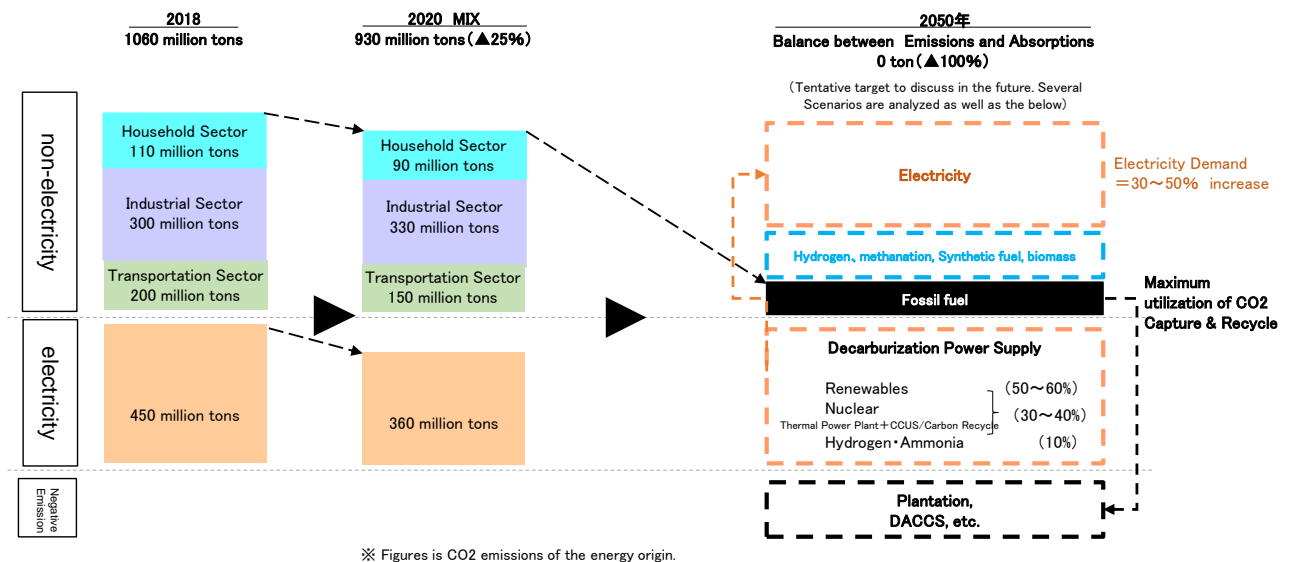 2018
1060 million tons
2020 MIX
930 million tons(▲25%)
2050年
Balance between Emissions and Absorptions
0 ton(▲100%)
(Tentative target to discuss in the future. Several
Scenarios are analyzed as well as the below)
non-electricity
Household Sector
110 million tons
Industrial Sector
300 million tons
Transportation Sector
200 million tons
Household Sector
90 million tons
Industrial Sector
330 million tons
Transportation Sector
150 million tons
Electricity
Electricity Demand
＝30～50% increase
Hydrogen、methanation, Synthetic fuel, biomass
Fossil fuel
Maximum
utilization of CO2
Capture & Recycle
electricity
450 million tons
360 million tons
Decarburization Power Supply
Renewables (50～60%)
Nuclear
(30～40%)
Thermal Power Plant＋CCUS/Carbon Recycle
Hydrogen・Ammonia (10%)
Negative
Emission
Plantation,
DACCS, etc.
※ Figures is CO2 emissions of the energy origin.